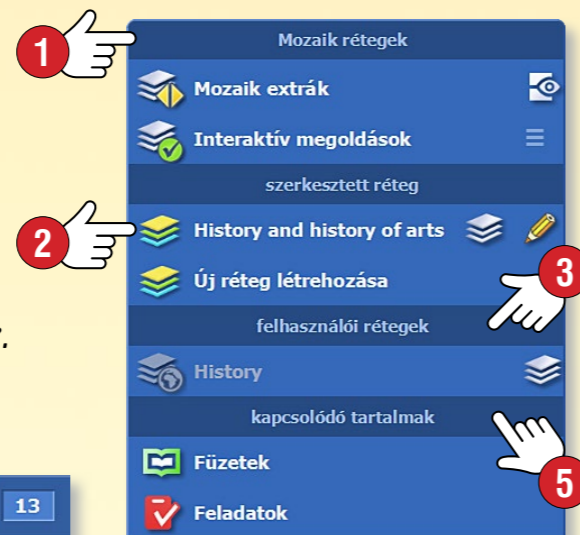 1
Mozaik rétegek
Mozaik extrák
Interaktív megoldások
szerkesztett réteg
2
History and history of arts
3
Új réteg létrehozása
felhasználói rétegek
History
kapcsolódó tartalmak
5
Füzetek
13
Feladatok